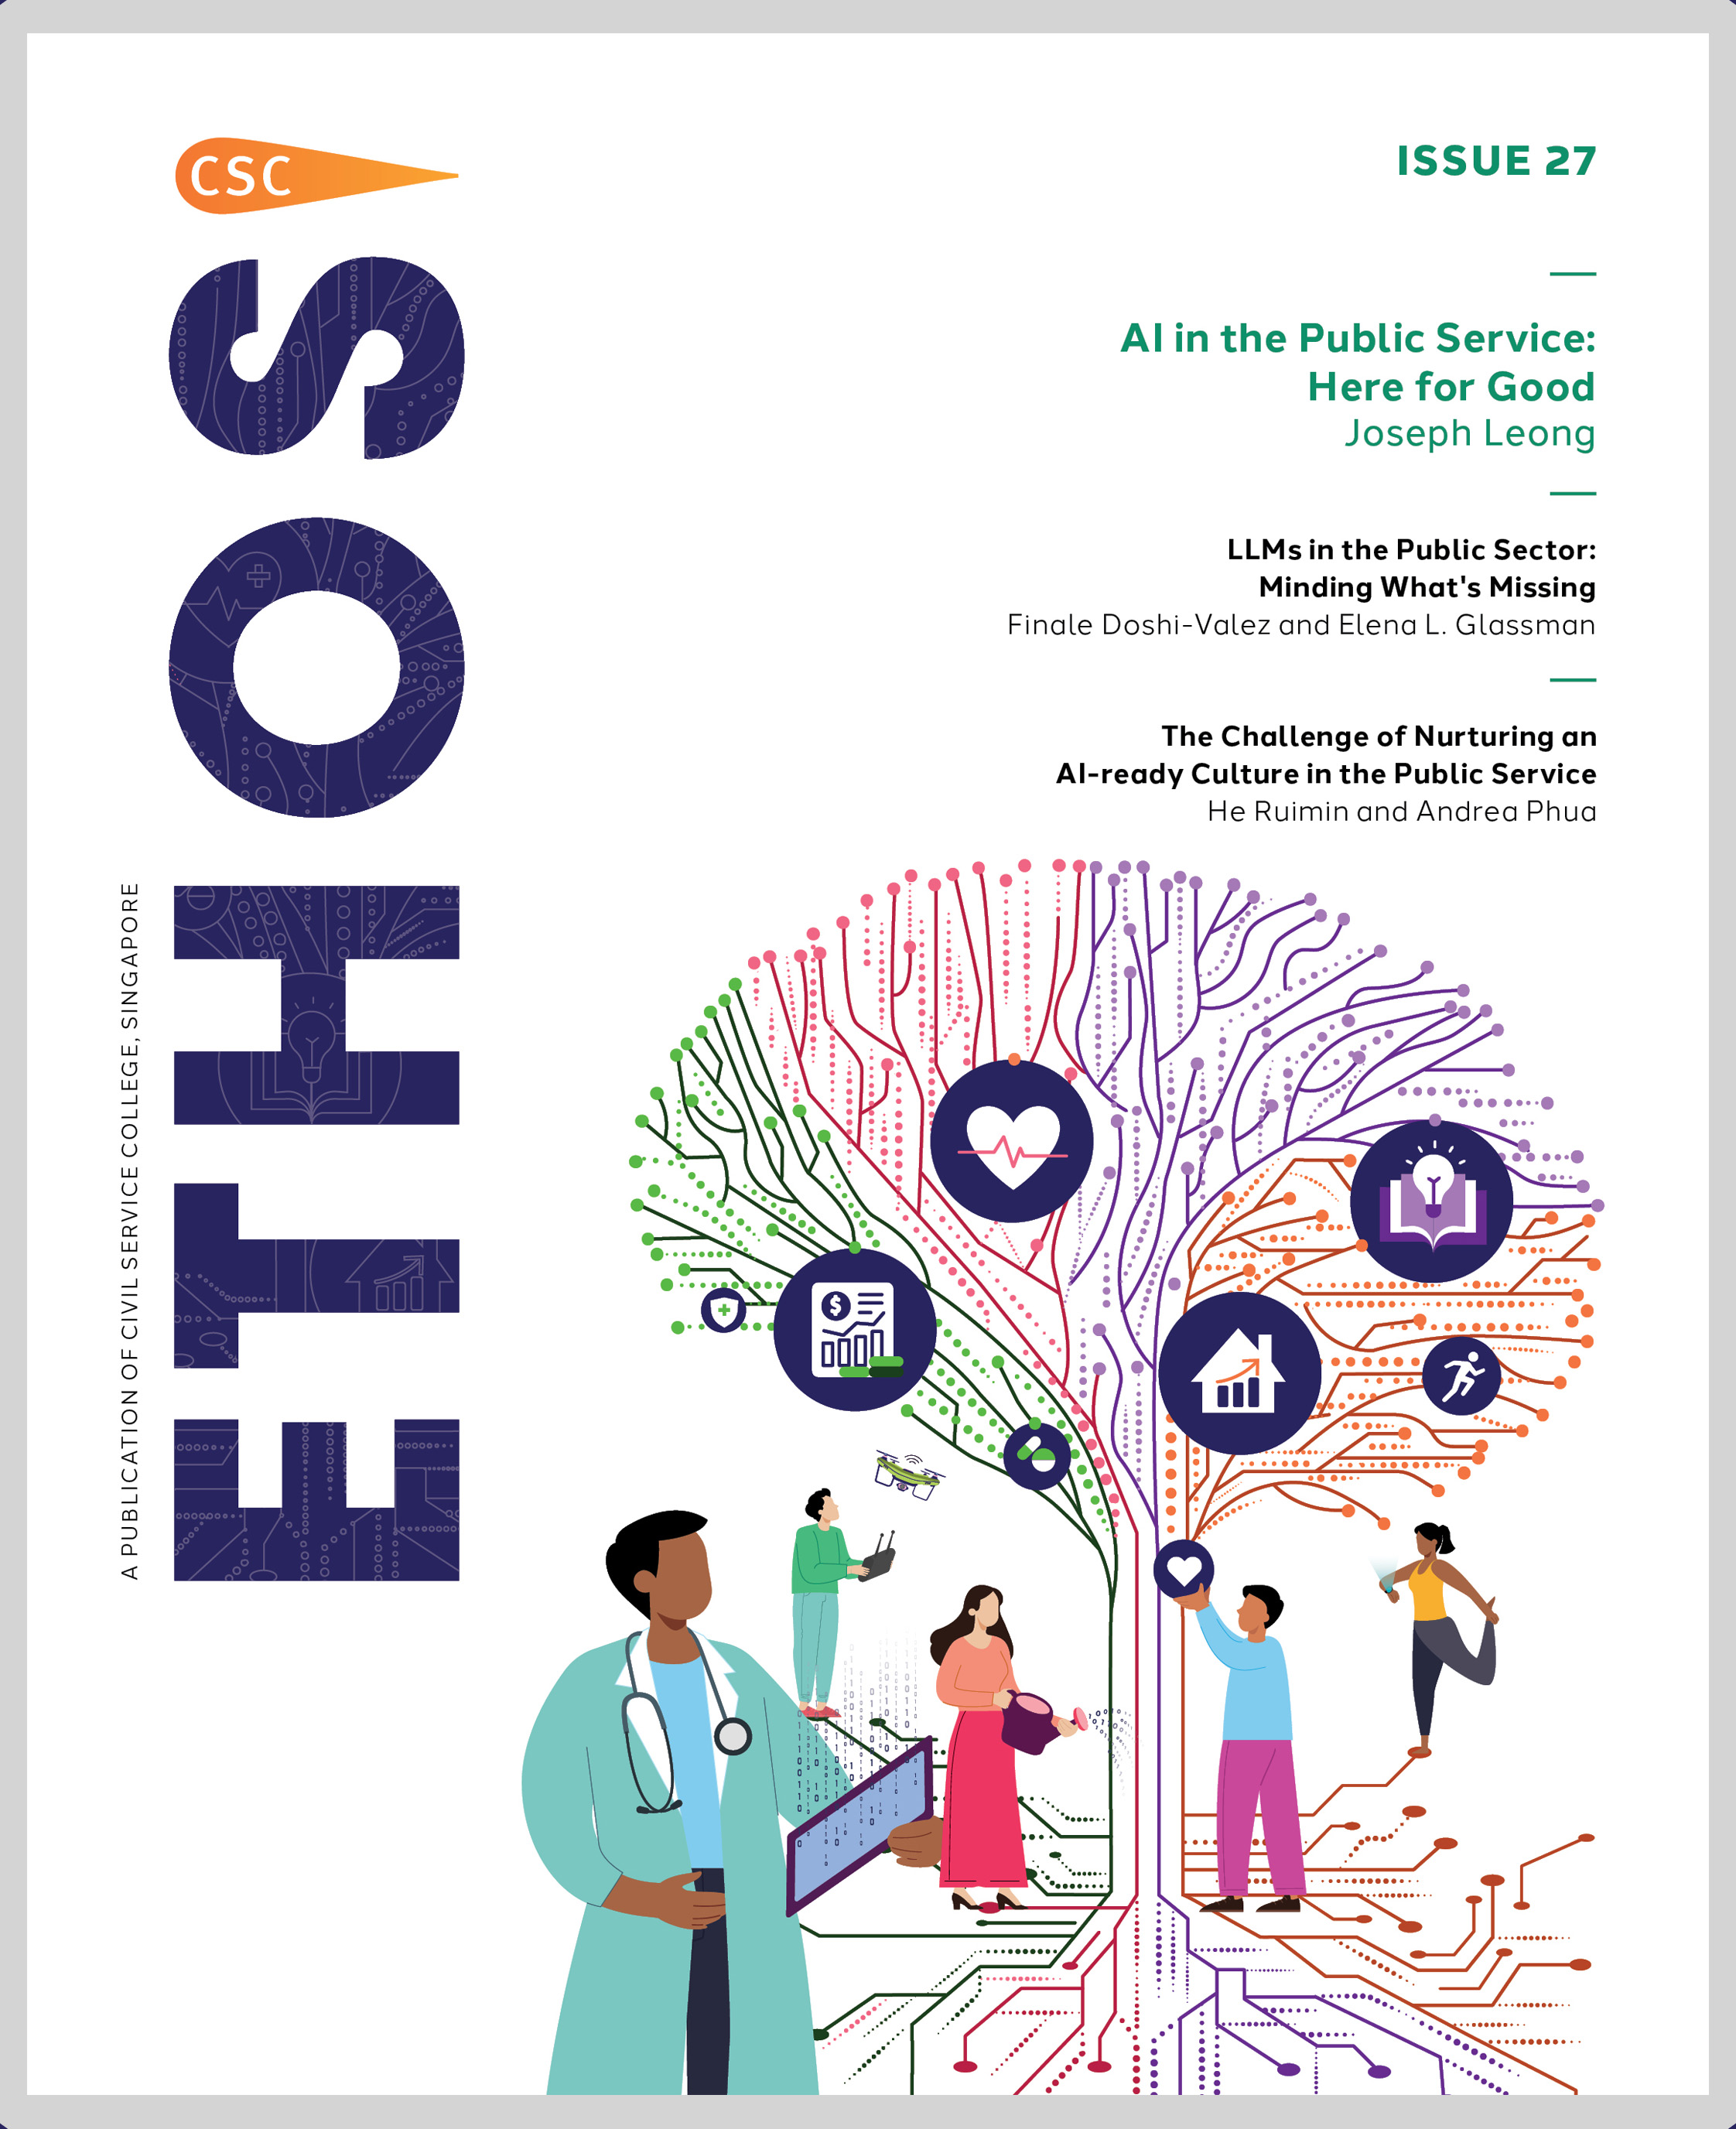 CSC
ETHOS
A PUBLICATION OF CIVIL SERVICE COLLEGE, SINGAPORE
ISSUE 27
AI in the Public Service:
Here for Good
Joseph Leong
LLMs in the Public Sector:
Minding What's Missing
Finale Doshi-Valez and Elena L. Glassman
The Challenge of Nurturing an
AI-ready Culture in the Public Service
He Ruimin and Andrea Phua
$